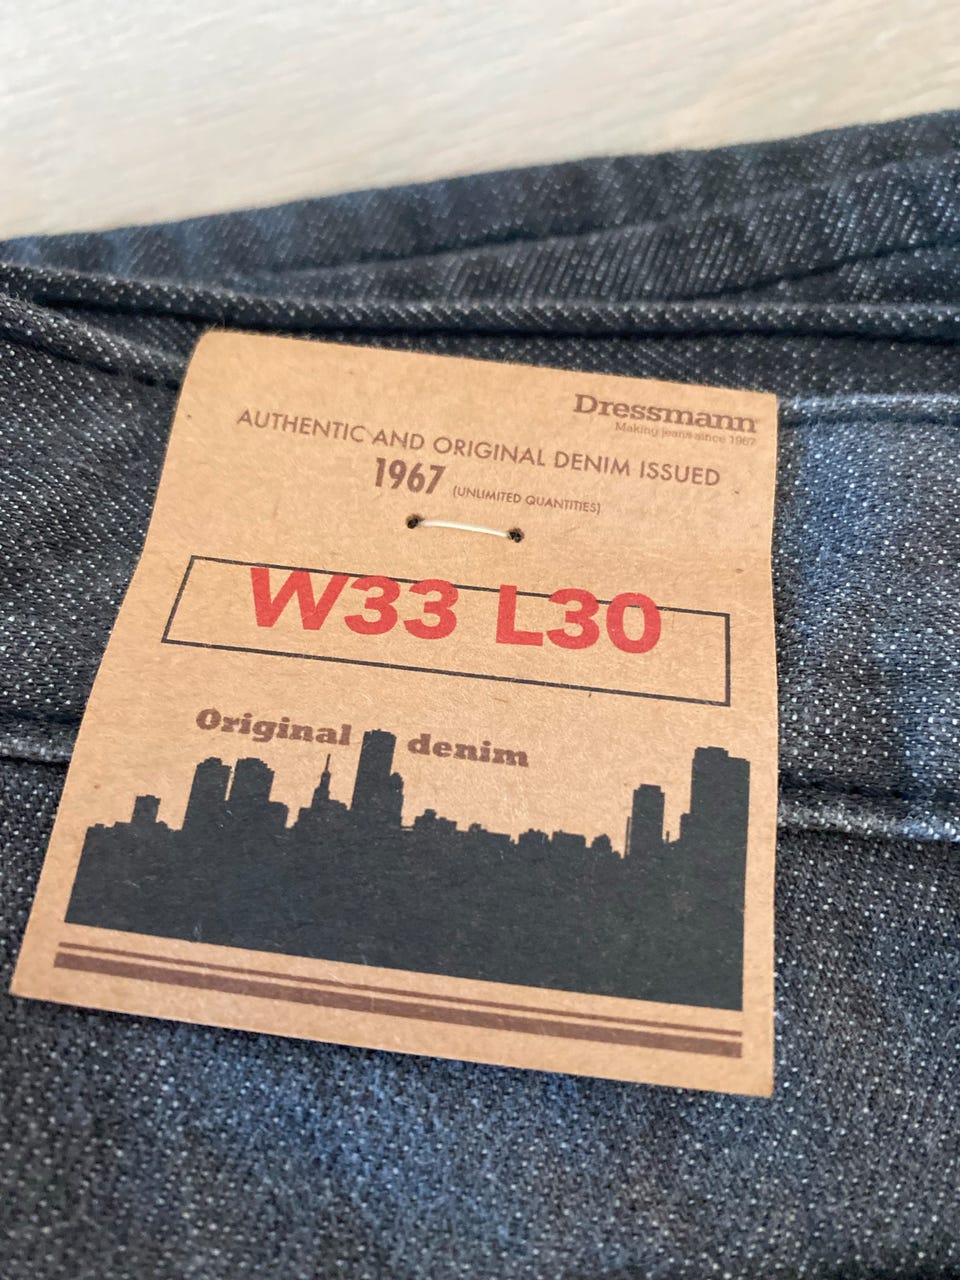 Dressmann
Making jeans since 1967
AUTHENTIC AND ORIGINAL DENIM ISSUED
1967 (UNLIMITED QUANTITIES)
W33 L30
Original denim